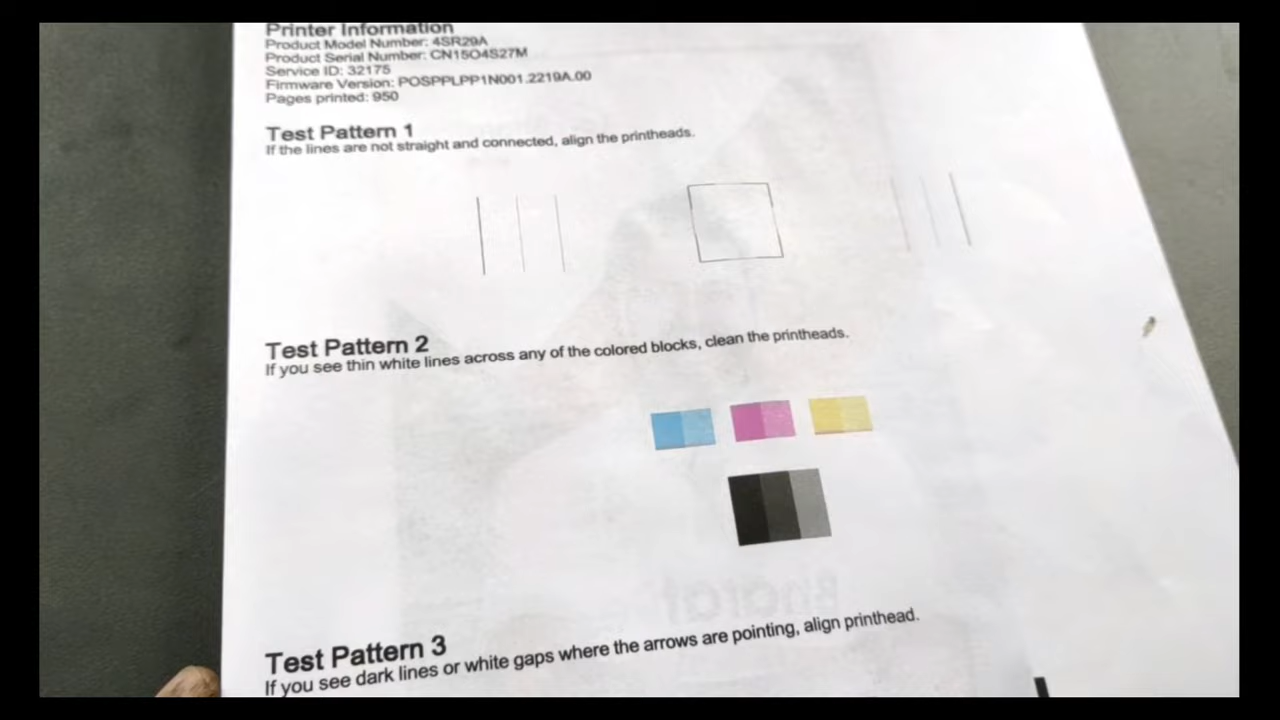 Printer Information
Product Model Number: 4SR29A
Product Serial Number: CN15O4S27M
Service ID: 32175
Firmware Version: POSPPLPP1N001.2219A.00
Pages printed: 950
Test Pattern 1
If the lines are not straight and connected, align the printheads.
Test Pattern 2
If you see thin white lines across any of the colored blocks, clean the printheads.
Test Pattern 3
If you see dark lines or white gaps where the arrows are pointing, align printhead.